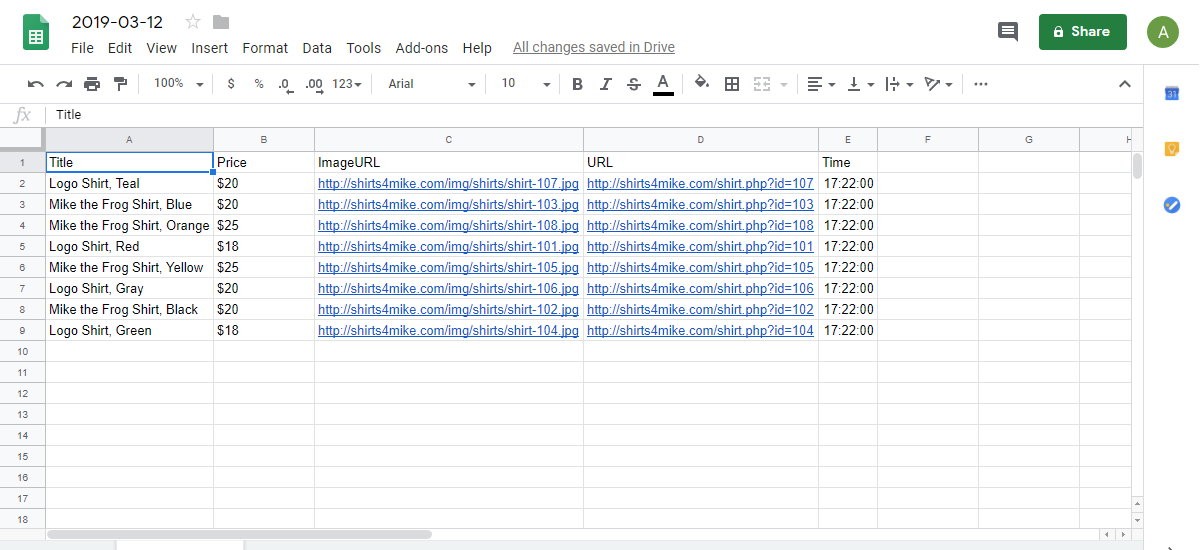 2019-03-12
File Edit View Insert Format Data Tools Add-ons Help All changes saved in Drive
Share
A
100% $ % .0 .00 123 Arial 10 B I S A
31
fx Title
A B C D E F G H
1 Title Price ImageURL URL Time
2 Logo Shirt, Teal $20 http://shirts4mike.com/img/shirts/shirt-107.jpg http://shirts4mike.com/shirt.php?id=107 17:22:00
3 Mike the Frog Shirt, Blue $20 http://shirts4mike.com/img/shirts/shirt-103.jpg http://shirts4mike.com/shirt.php?id=103 17:22:00
4 Mike the Frog Shirt, Orange $25 http://shirts4mike.com/img/shirts/shirt-108.jpg http://shirts4mike.com/shirt.php?id=108 17:22:00
5 Logo Shirt, Red $18 http://shirts4mike.com/img/shirts/shirt-101.jpg http://shirts4mike.com/shirt.php?id=101 17:22:00
6 Mike the Frog Shirt, Yellow $25 http://shirts4mike.com/img/shirts/shirt-105.jpg http://shirts4mike.com/shirt.php?id=105 17:22:00
7 Logo Shirt, Gray $20 http://shirts4mike.com/img/shirts/shirt-106.jpg http://shirts4mike.com/shirt.php?id=106 17:22:00
8 Mike the Frog Shirt, Black $20 http://shirts4mike.com/img/shirts/shirt-102.jpg http://shirts4mike.com/shirt.php?id=102 17:22:00
9 Logo Shirt, Green $18 http://shirts4mike.com/img/shirts/shirt-104.jpg http://shirts4mike.com/shirt.php?id=104 17:22:00
10
11
12
13
14
15
16
17
18